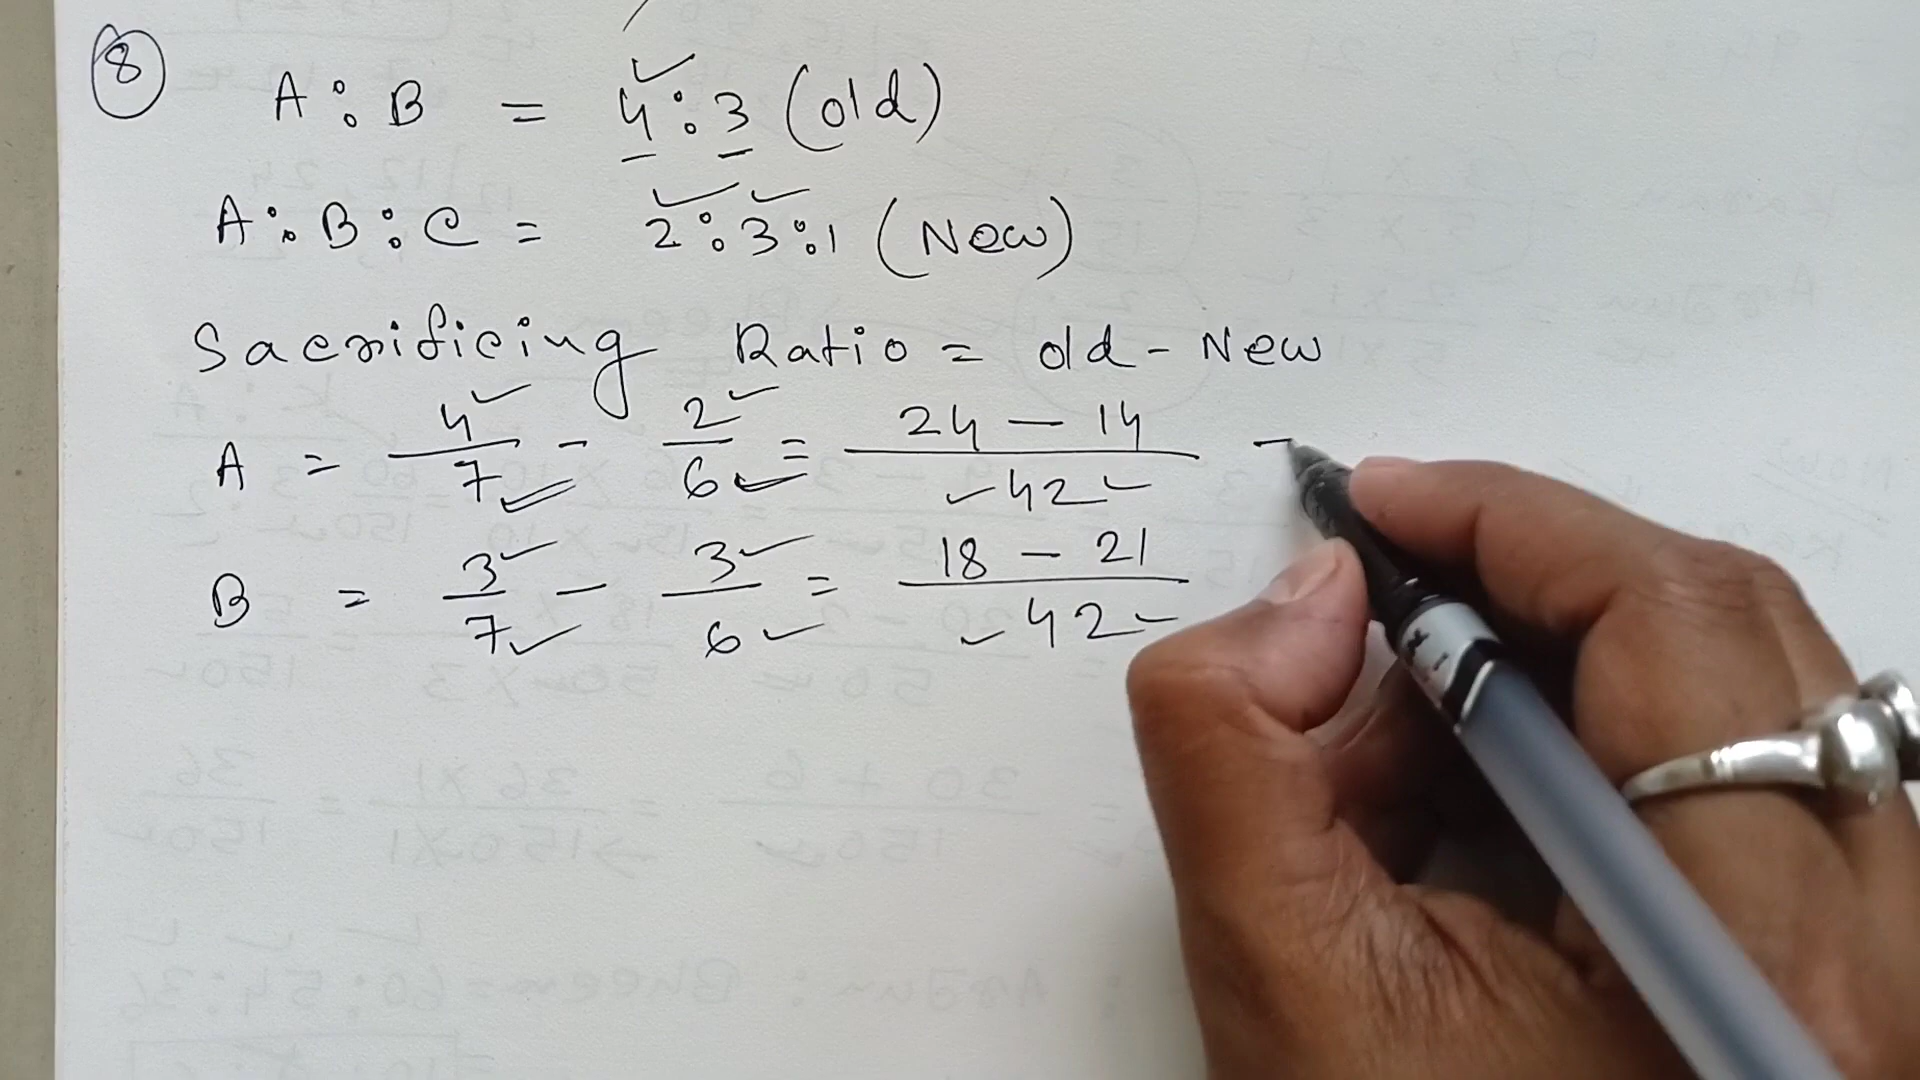 8
A : B = 4 : 3 (old)
A : B : C = 2 : 3 : 1 (New)
Sacrificing Ratio = old - New
A = 4/7 - 2/6 = 24 - 14/42 -
B = 3/7 - 3/6 = 18 - 21/42